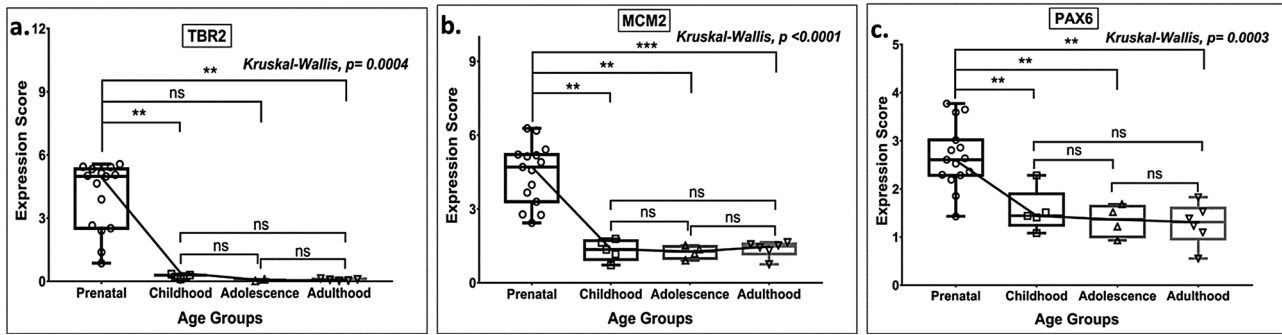 a.
TBR2
Kruskal-Wallis, p= 0.0004
**
ns
**
ns
ns
ns
12
9
6
3
0
Expression Score
Prenatal Childhood Adolescence Adulthood
Age Groups
b.
MCM2
Kruskal-Wallis, p <0.0001
***
**
**
ns
ns
ns
9
6
3
0
Expression Score
Prenatal Childhood Adolescence Adulthood
Age Groups
c.
PAX6
Kruskal-Wallis, p= 0.0003
**
**
**
ns
ns
ns
5
4
3
2
1
0
Expression Score
Prenatal Childhood Adolescence Adulthood
Age Groups